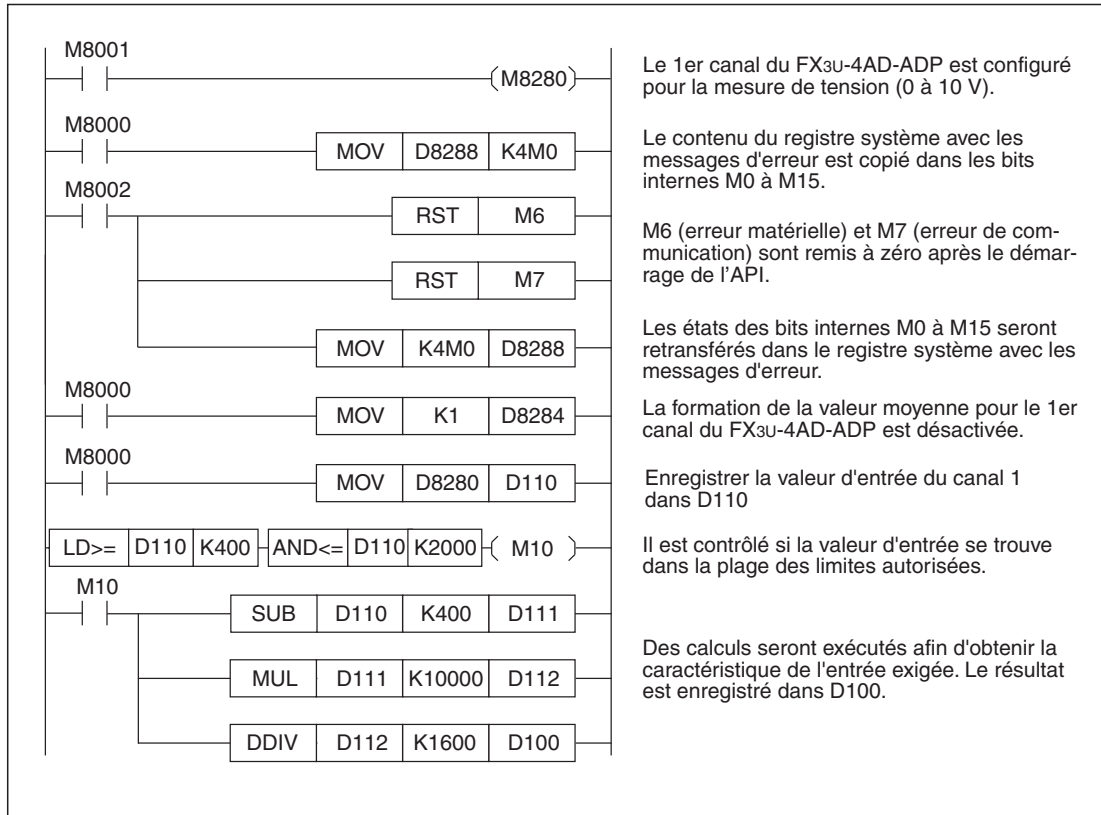 M8001
M8280
Le 1er canal du FX3U-4AD-ADP est configuré
pour la mesure de tension (0 à 10 V).
M8000
MOV D8288 K4M0
Le contenu du registre système avec les
messages d'erreur est copié dans les bits
internes M0 à M15.
M8002
RST M6
RST M7
M6 (erreur matérielle) et M7 (erreur de com-
munication) sont remis à zéro après le démar-
rage de l'API.
MOV K4M0 D8288
Les états des bits internes M0 à M15 seront
retransférés dans le registre système avec les
messages d'erreur.
M8000
MOV K1 D8284
La formation de la valeur moyenne pour le 1er
canal du FX3U-4AD-ADP est désactivée.
M8000
MOV D8280 D110
Enregistrer la valeur d'entrée du canal 1
dans D110
LD>= D110 K400 AND<= D110 K2000 M10
Il est contrôlé si la valeur d'entrée se trouve
dans la plage des limites autorisées.
M10
SUB D110 K400 D111
MUL D111 K10000 D112
DDIV D112 K1600 D100
Des calculs seront exécutés afin d'obtenir la
caractéristique de l'entrée exigée. Le résultat
est enregistré dans D100.